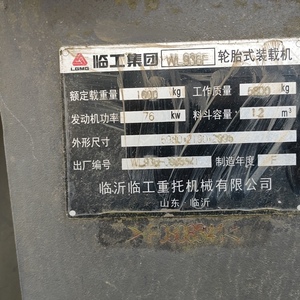 LGMG 临工集团 WL936F 轮胎式装载机
额定载重量 1600 kg 工作质量 6200 kg
发动机功率 76 kw 料斗容量 1.2 m³
外形尺寸
出厂编号 制造年度
临沂临工重托机械有限公司
山东·临沂